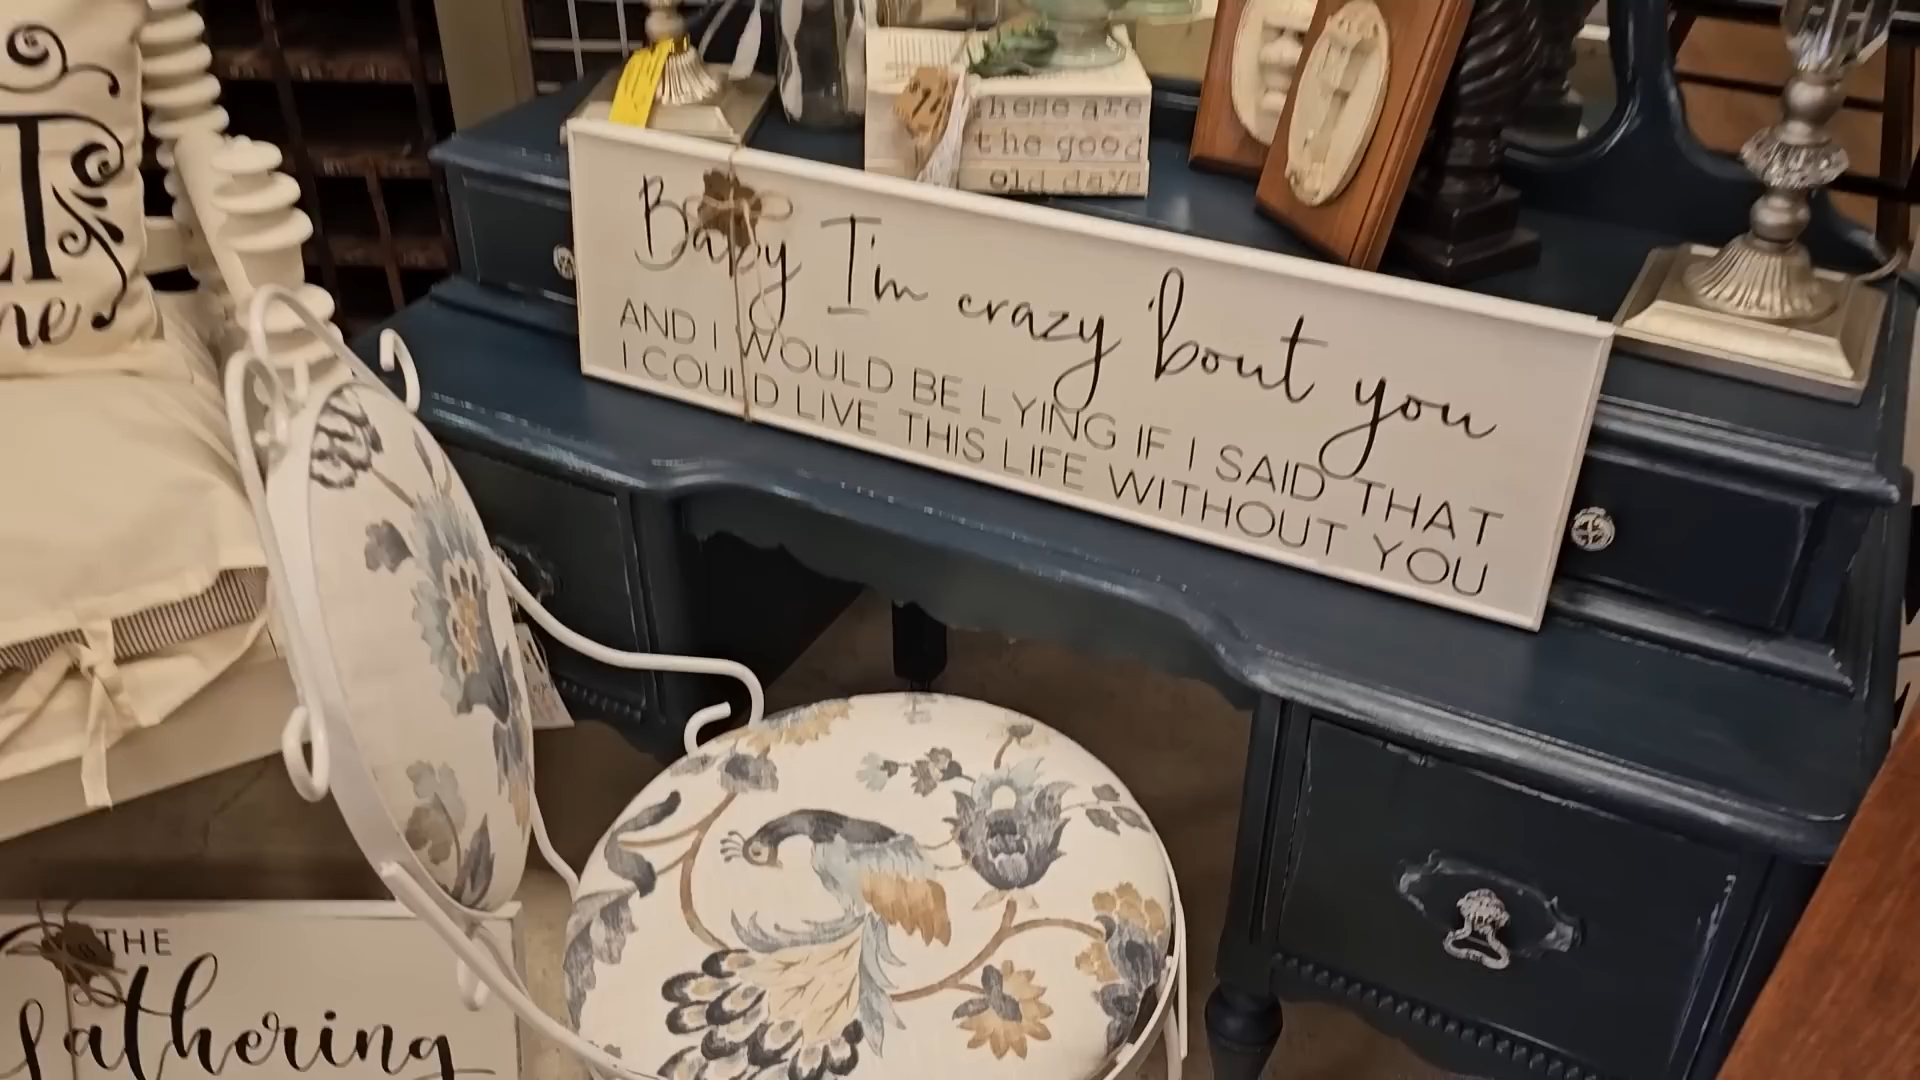 these are
the good
old days
Baby I'm crazy 'bout you
AND I WOULD BE LYING IF I SAID THAT
I COULD LIVE THIS LIFE WITHOUT YOU
THE
Gathering